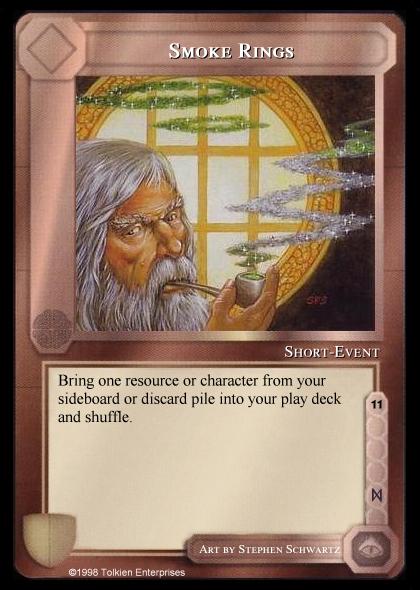 SMOKE RINGS
SPS
SHORT-EVENT
Bring one resource or character from your
sideboard or discard pile into your play deck
and shuffle.
11
ART BY STEPHEN SCHWARTZ
©1998 Tolkien Enterprises